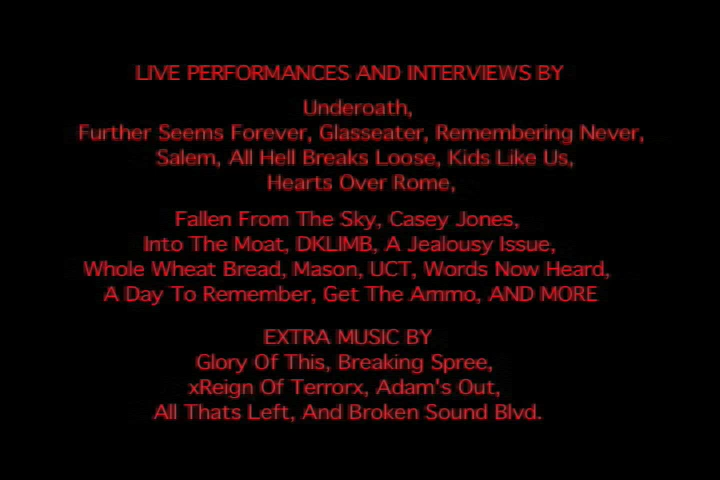 LIVE PERFORMANCES AND INTERVIEWS BY
Underoath,
Further Seems Forever, Glasseater, Remembering Never,
Salem, All Hell Breaks Loose, Kids Like Us,
Hearts Over Rome,
Fallen From The Sky, Casey Jones,
Into The Moat, DKLIMB, A Jealousy Issue,
Whole Wheat Bread, Mason, UCT, Words Now Heard,
A Day To Remember, Get The Ammo, AND MORE
EXTRA MUSIC BY
Glory Of This, Breaking Spree,
xReign Of Terrorx, Adam's Out,
All Thats Left, And Broken Sound Blvd.